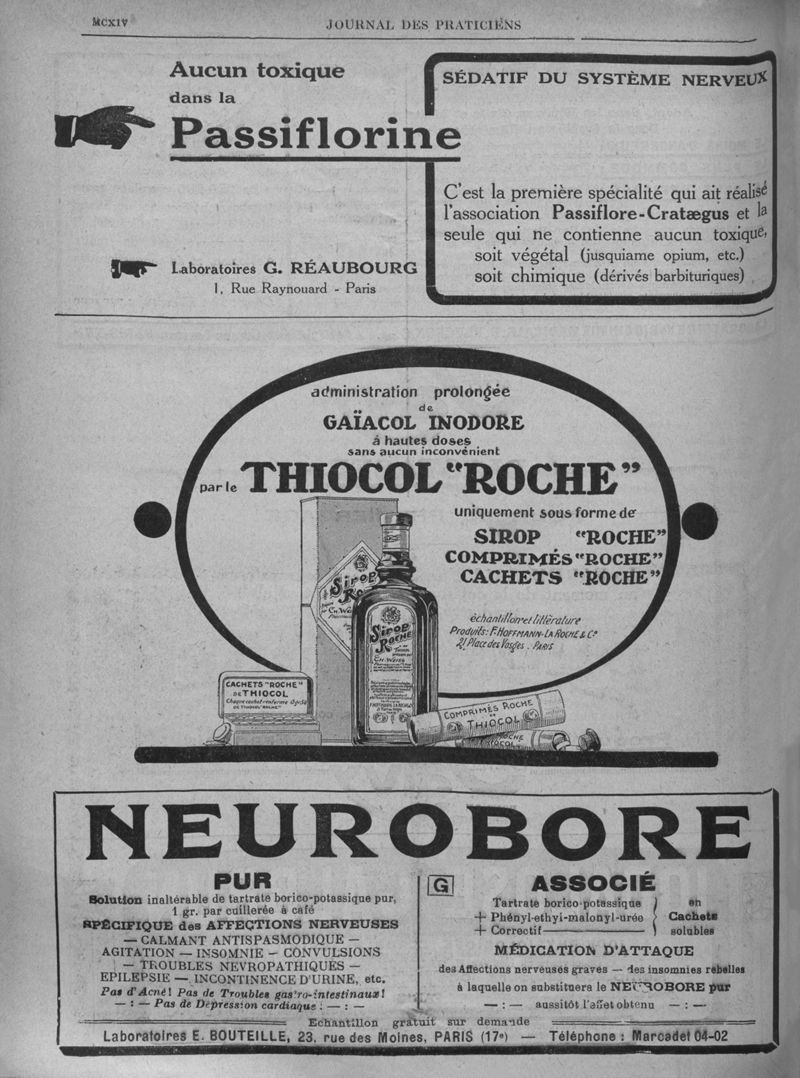 MCXIV
JOURNAL DES PRATICIENS
Aucun toxique
dans la
Passiflorine
Laboratoires G. RÉAUBOURG
1, Rue Raynouard - Paris
SÉDATIF DU SYSTÈME NERVEUX
C'est la première spécialité qui ait réalisé
l'association Passiflore-Cratægus et la
seule qui ne contienne aucun toxique,
soit végétal (jusquiame opium, etc.)
soit chimique (dérivés barbituriques)
administration prolongée
de
GAÏACOL INODORE
à hautes doses
sans aucun inconvénient
par le THIOCOL "ROCHE"
uniquement sous forme de
SIROP "ROCHE"
COMPRIMÉS "ROCHE"
CACHETS "ROCHE"
échantillon et littérature
Produits: F. HOFFMANN-LA ROCHE & Cº
21 Place des Vosges. PARIS
Sirop
Sirop
ROCHE
CH. WEISS
CACHETS "ROCHE"
DE THIOCOL
COMPRIMÉS ROCHE
THIOCOL
NEUROBORE
PUR
Solution inaltérable de tartrate borico-potassique pur,
1 gr. par cuillerée à café
SPÉCIFIQUE des AFFECTIONS NERVEUSES
— CALMANT ANTISPASMODIQUE —
AGITATION — INSOMNIE — CONVULSIONS
— TROUBLES NEVROPATHIQUES —
EPILEPSIE — INCONTINENCE D'URINE, etc.
Pas d'Acné! Pas de Troubles gastro-intestinaux!
— : — Pas de Dépression cardiaque! — : —
G
ASSOCIÉ
Tartrate borico-potassique
+ Phényl-ethyi-malonyl-urée
+ Correctif
en
Cachets
solubles
MÉDICATION D'ATTAQUE
des Affections nerveuses graves — des insomnies rebelles
à laquelle on substituera le NEUROBORE pur
— : — aussitôt l'effet obtenu — : —
Echantillon gratuit sur demande
Laboratoires E. BOUTEILLE, 23, rue des Moines, PARIS (17e) — Téléphone : Marcadet 04-02